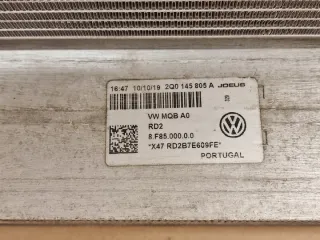 16:47 10/10/19 2Q0 145 805 A JOEUS
VW MQB A0
RD2
8.F85.000.0.0
*X47 RD2B7E609FE*
PORTUGAL